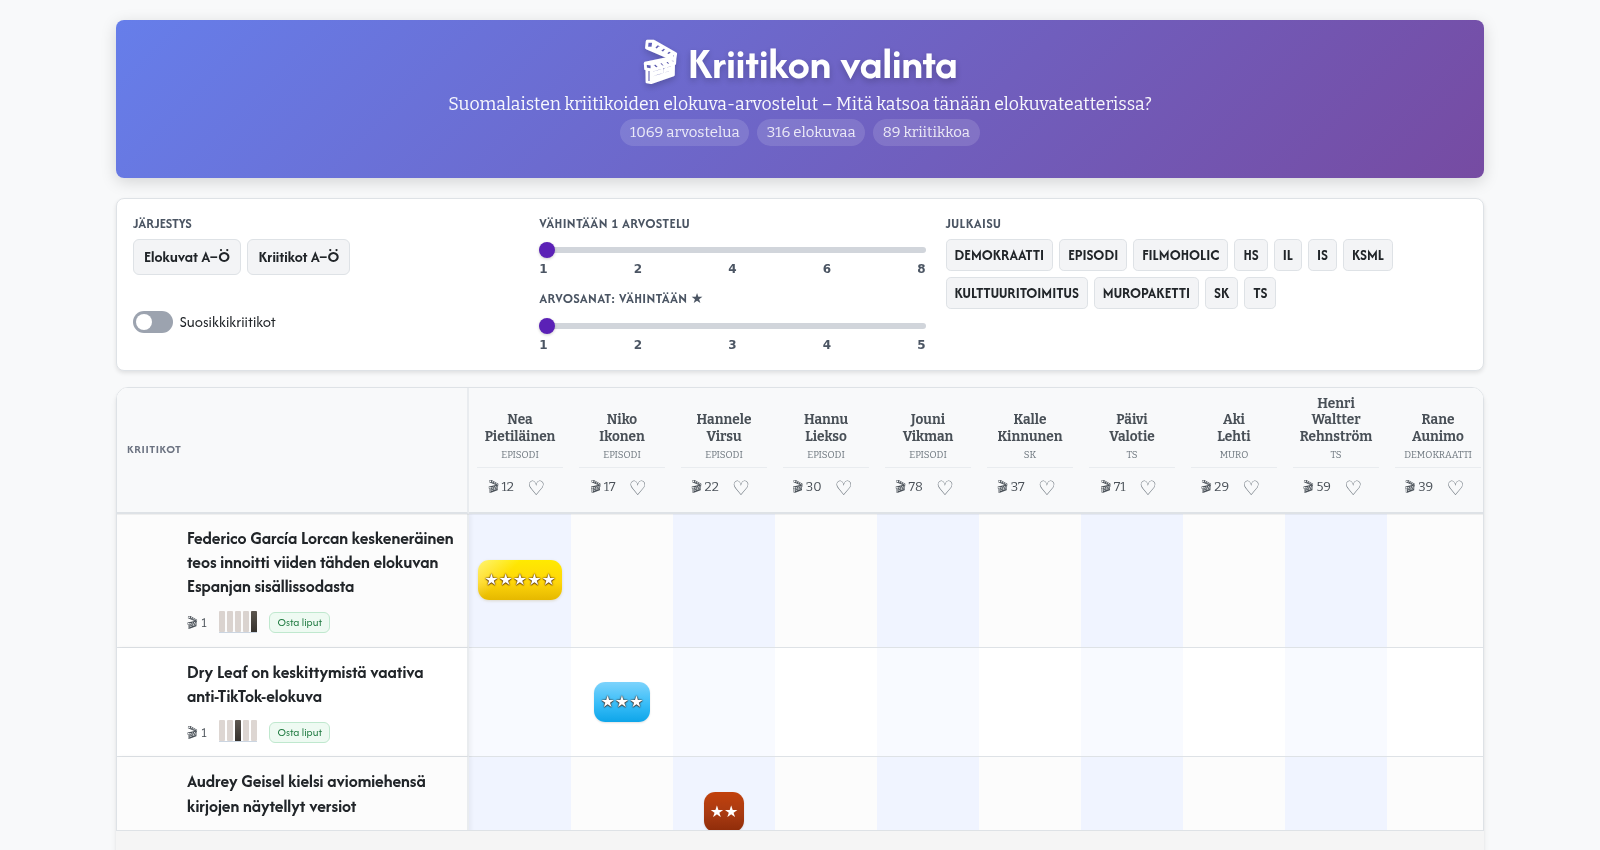 🎬 Kriitikon valinta
Suomalaisten kriitikoiden elokuva-arvostelut – Mitä katsoa tänään elokuvateatterissa?
1069 arvostelua 316 elokuvaa 89 kriitikkoa
JÄRJESTYS
Elokuvat A–Ö Kriitikot A–Ö
Suosikkikriitikot
VÄHINTÄÄN 1 ARVOSTELU
1 2 4 6 8
ARVOSANAT: VÄHINTÄÄN ★
1 2 3 4 5
JULKAISU
DEMOKRAATTI EPISODI FILMOHOLIC HS IL IS KSML
KULTTUURITOIMITUS MUROPAKETTI SK TS
KRIITIKOT
Nea
Pietiläinen
EPISODI
🎬 12 ♡
Niko
Ikonen
EPISODI
🎬 17 ♡
Hannele
Virsu
EPISODI
🎬 22 ♡
Hannu
Liekso
EPISODI
🎬 30 ♡
Jouni
Vikman
EPISODI
🎬 78 ♡
Kalle
Kinnunen
SK
🎬 37 ♡
Päivi
Valotie
TS
🎬 71 ♡
Aki
Lehti
MURO
🎬 29 ♡
Henri
Waltter
Rehnström
TS
🎬 59 ♡
Rane
Aunimo
DEMOKRAATTI
🎬 39 ♡
Federico García Lorcan keskeneräinen
teos innoitti viiden tähden elokuvan
Espanjan sisällissodasta
🎬 1 Osta liput
★★★★★
Dry Leaf on keskittymistä vaativa
anti-TikTok-elokuva
🎬 1 Osta liput
★★★
Audrey Geisel kielsi aviomiehensä
kirjojen näytellyt versiot
★★